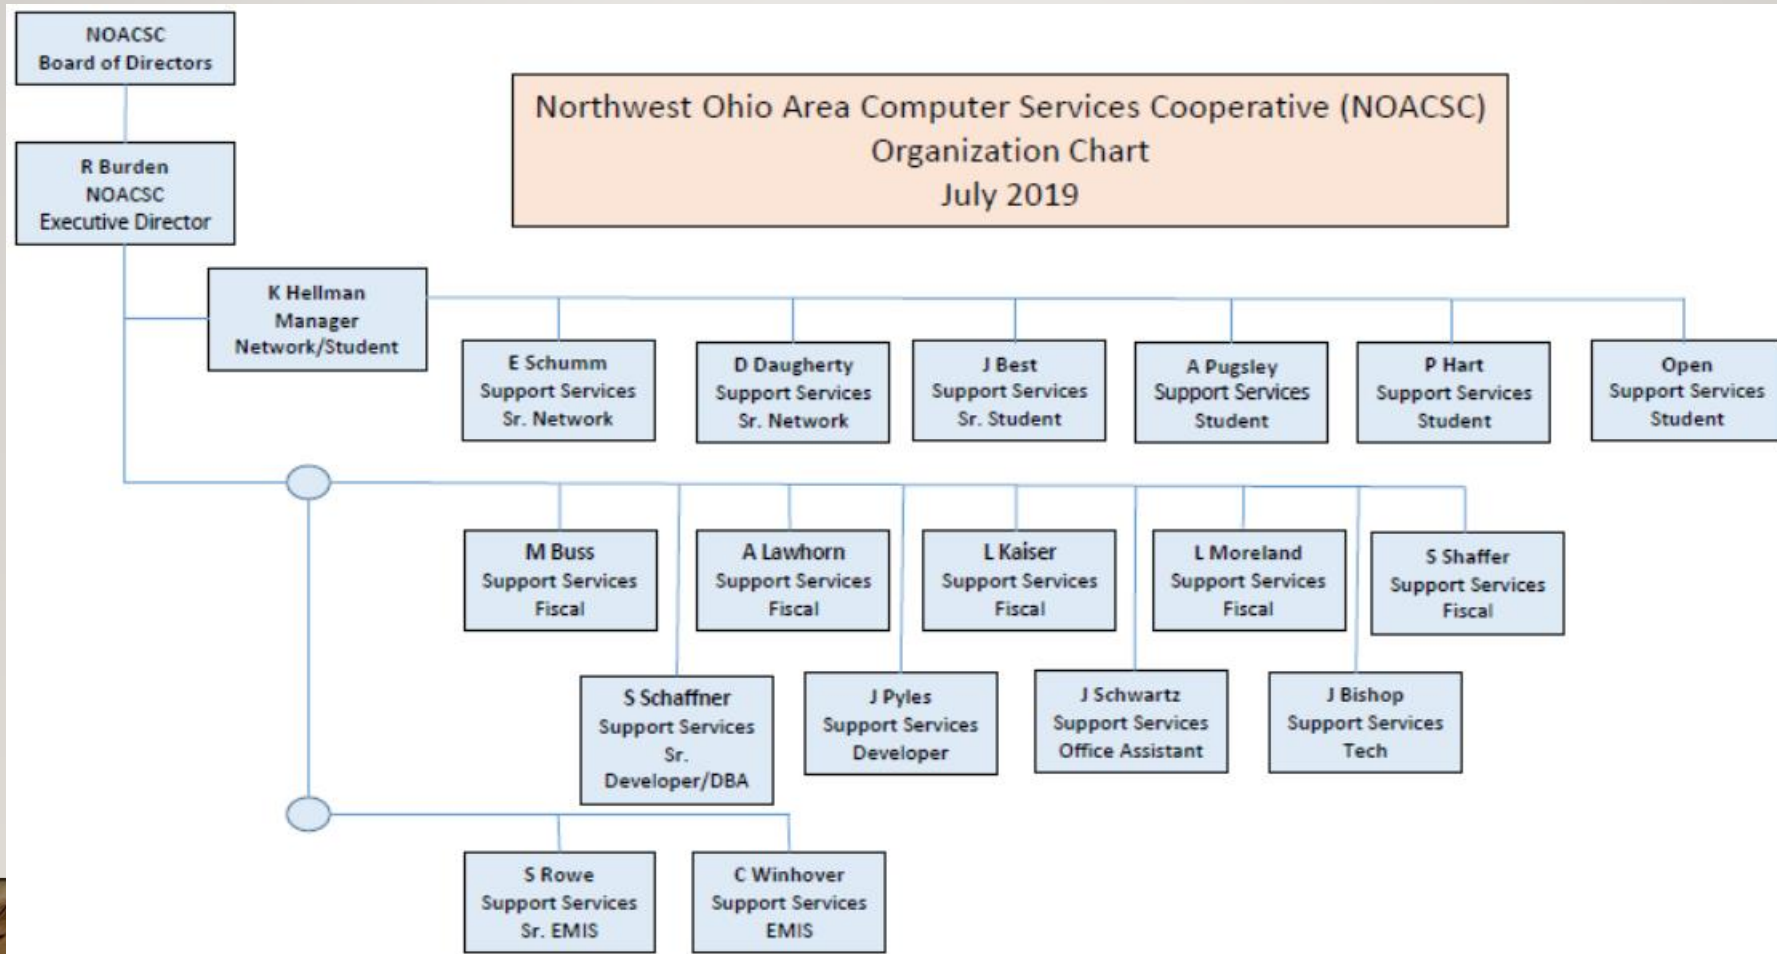 NOACSC
Board of Directors
Northwest Ohio Area Computer Services Cooperative (NOACSC)
Organization Chart
July 2019
R Burden
NOACSC
Executive Director
K Hellman
Manager
Network/Student
E Schumm
Support Services
Sr. Network
D Daugherty
Support Services
Sr. Network
J Best
Support Services
Sr. Student
A Pugsley
Support Services
Student
P Hart
Support Services
Student
Open
Support Services
Student
M Buss
Support Services
Fiscal
A Lawhorn
Support Services
Fiscal
L Kaiser
Support Services
Fiscal
L Moreland
Support Services
Fiscal
S Shaffer
Support Services
Fiscal
S Schaffner
Support Services
Sr.
Developer/DBA
J Pyles
Support Services
Developer
J Schwartz
Support Services
Office Assistant
J Bishop
Support Services
Tech
S Rowe
Support Services
Sr. EMIS
C Winhover
Support Services
EMIS